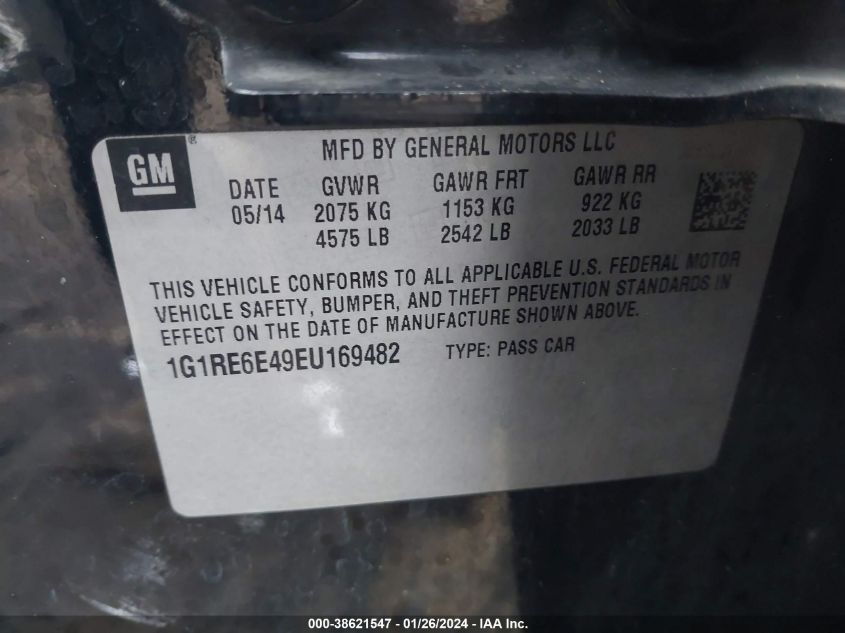 GM
MFD BY GENERAL MOTORS LLC
DATE GVWR GAWR FRT GAWR RR
05/14 2075 KG 1153 KG 922 KG
4575 LB 2542 LB 2033 LB
THIS VEHICLE CONFORMS TO ALL APPLICABLE U.S. FEDERAL MOTOR
VEHICLE SAFETY, BUMPER, AND THEFT PREVENTION STANDARDS IN
EFFECT ON THE DATE OF MANUFACTURE SHOWN ABOVE.
1G1RE6E49EU169482 TYPE: PASS CAR
000-38621547 - 01/26/2024 - IAA Inc.